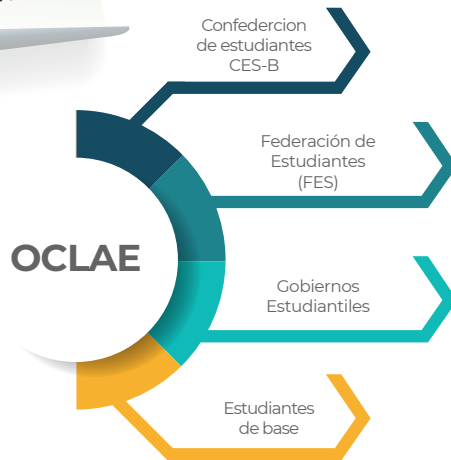 Confedercion
de estudiantes
CES-B
Federación de
Estudiantes
(FES)
OCLAE
Gobiernos
Estudiantiles
Estudiantes
de base